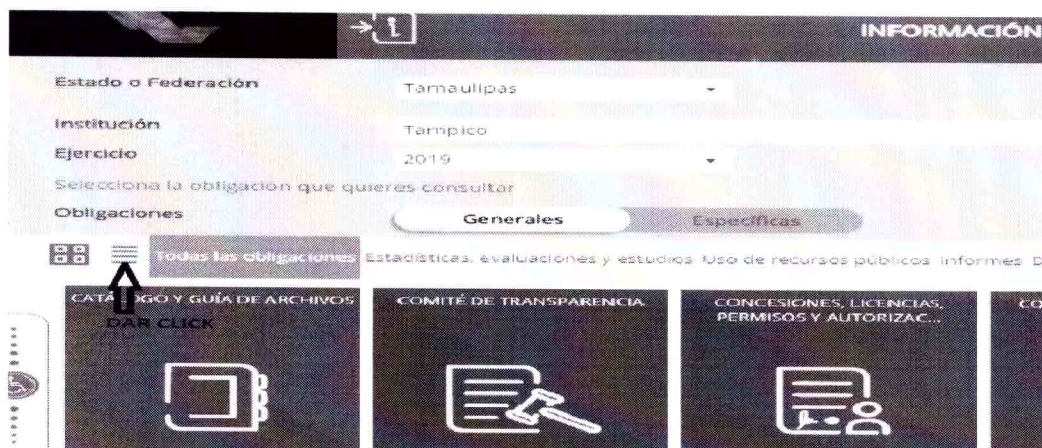 INFORMACIÓN
Estado o Federación
Tamaulipas
Institución
Tampico
Ejercicio
2019
Selecciona la obligación que quieres consultar
Obligaciones
Generales
Específicas
Todas las obligaciones
Estadísticas, evaluaciones y estudios
Uso de recursos públicos
Informes
D
CATÁLOGO Y GUÍA DE ARCHIVOS
COMITÉ DE TRANSPARENCIA
CONCESIONES, LICENCIAS,
PERMISOS Y AUTORIZAC...
CO
DAR CLICK